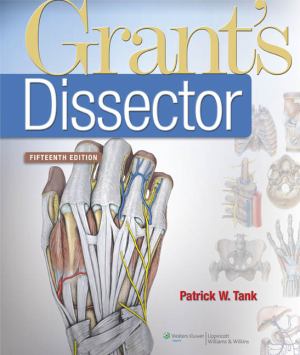 Grant's
Dissector
FIFTEENTH EDITION
Patrick W. Tank
Wolters Kluwer
Lippincott
Williams & Wilkins